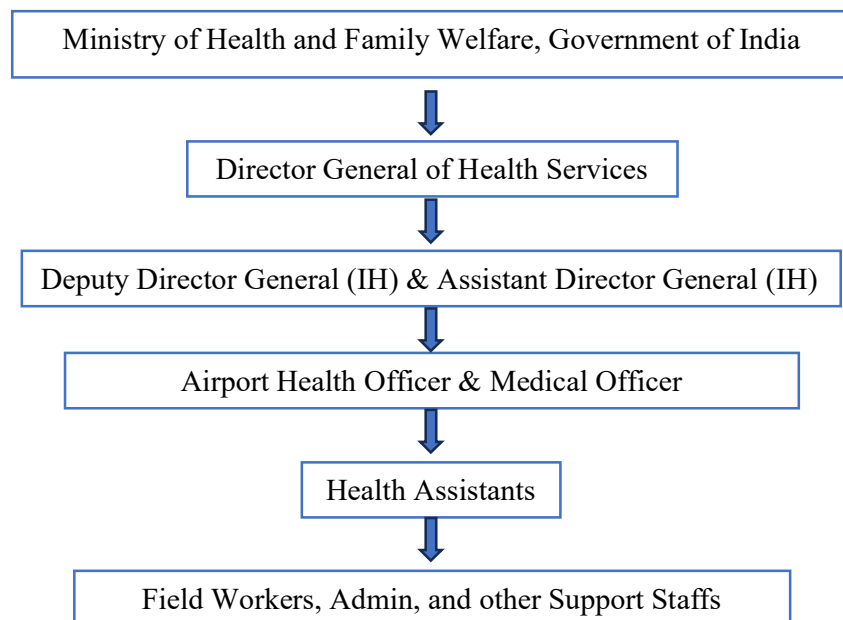 Ministry of Health and Family Welfare, Government of India
Director General of Health Services
Deputy Director General (IH) & Assistant Director General (IH)
Airport Health Officer & Medical Officer
Health Assistants
Field Workers, Admin, and other Support Staffs